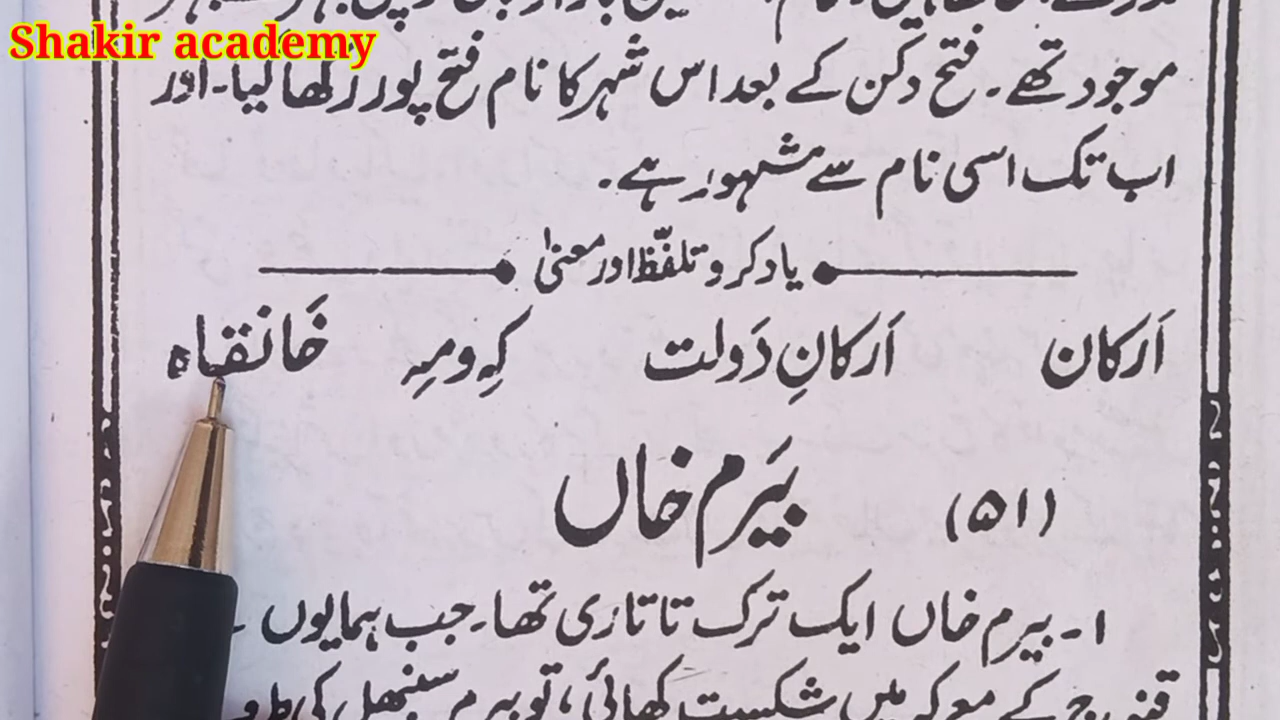 Shakir academy
موجود تھے۔ فتح دکن کے بعد اس شہر کا نام فتح پور رکھا گیا۔ اور
اب تک اسی نام سے مشہور ہے۔
یاد کرو تلفّظ اور معنیٰ
اَرکان اَرکانِ دَولت کِہ و مِہ خَانقاہ
(۵۱) بَیرم خاں
۱۔ بیرم خاں ایک ترک تاتاری تھا۔ جب ہمایوں
قنوج کے معرکہ میں شکست کھائی، تو بیرم سنبھل کی طرف